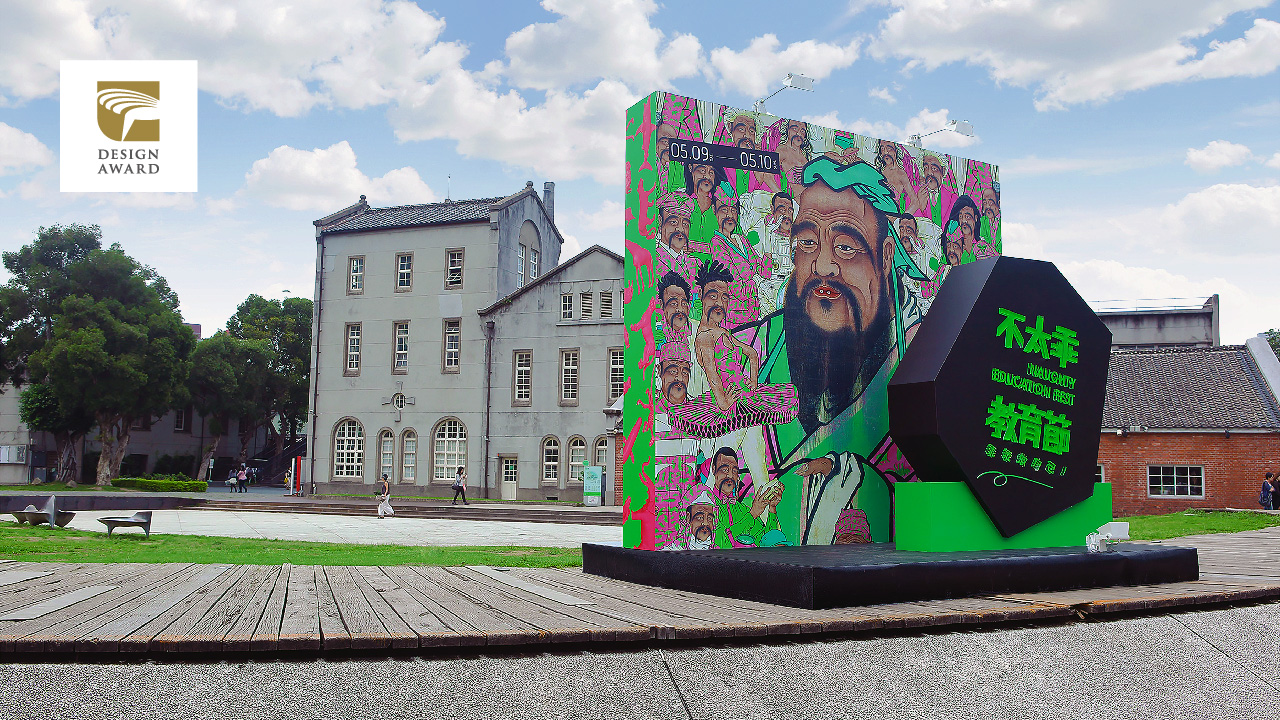 DESIGN
AWARD
05.09 — 05.10
不太乖
NAUGHTY
EDUCATION FEST
教育節